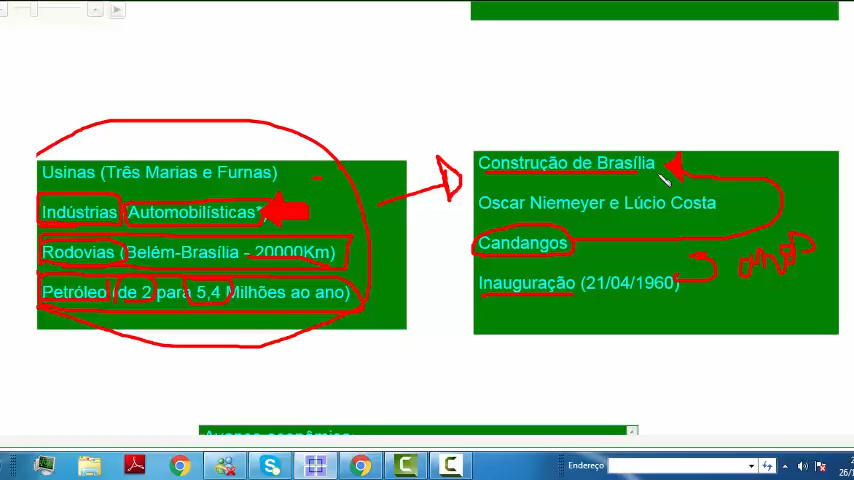 Usinas (Três Marias e Furnas)
Indústrias (Automobilísticas*)
Rodovias (Belém-Brasília - 20000Km)
Petróleo (de 2 para 5,4 Milhões ao ano)
Construção de Brasília
Oscar Niemeyer e Lúcio Costa
Candangos
Inauguração (21/04/1960)
anos
Endereço